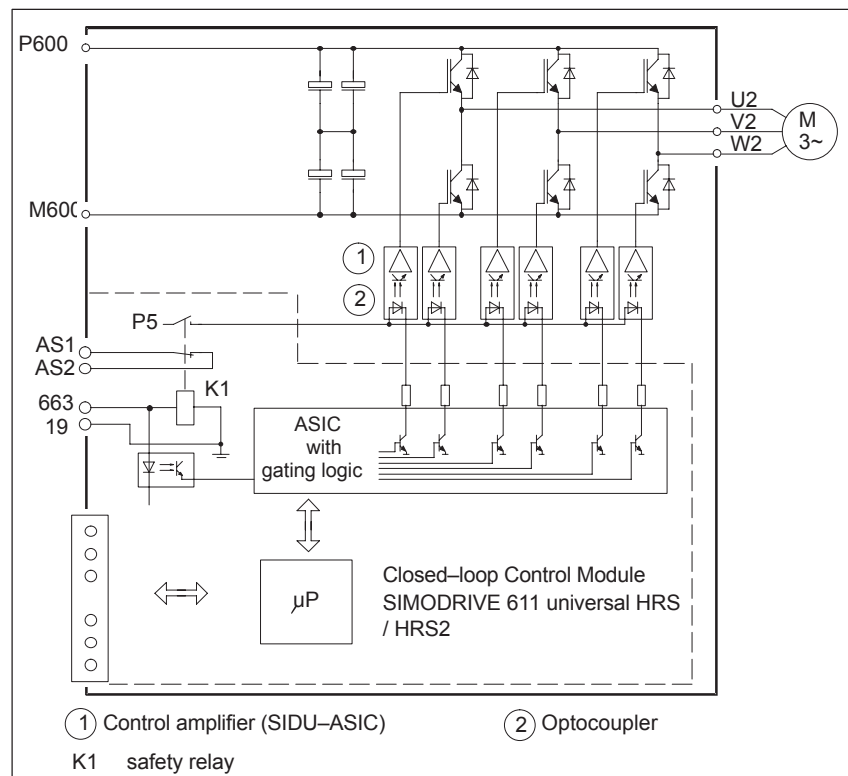 P600
U2
V2
W2
M
3~
M600
1
2
P5
AS1
AS2
K1
663
19
ASIC
with
gating logic
µP
Closed–loop Control Module
SIMODRIVE 611 universal HRS
/ HRS2
1 Control amplifier (SIDU–ASIC)
2 Optocoupler
K1 safety relay